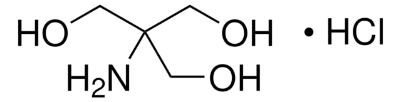 HO OH • HCl
H₂N OH